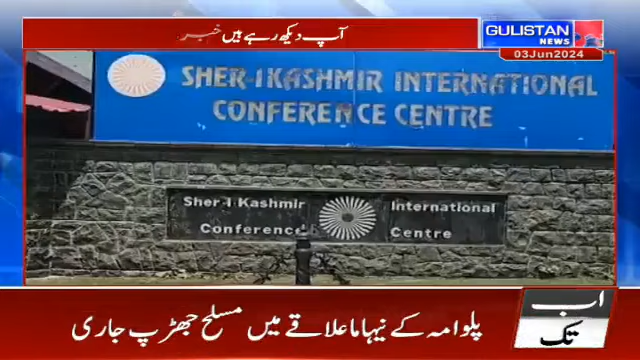 آپ دیکھ رہے ہیں خبر
GULISTAN
NEWS
03Jun2024
SHER-I KASHMIR INTERNATIONAL
CONFERENCE CENTRE
Sher-I-Kashmir International
Conference Centre
پلوامہ کے نیہاما علاقے میں مسلح جھڑپ جاری
اب
تک